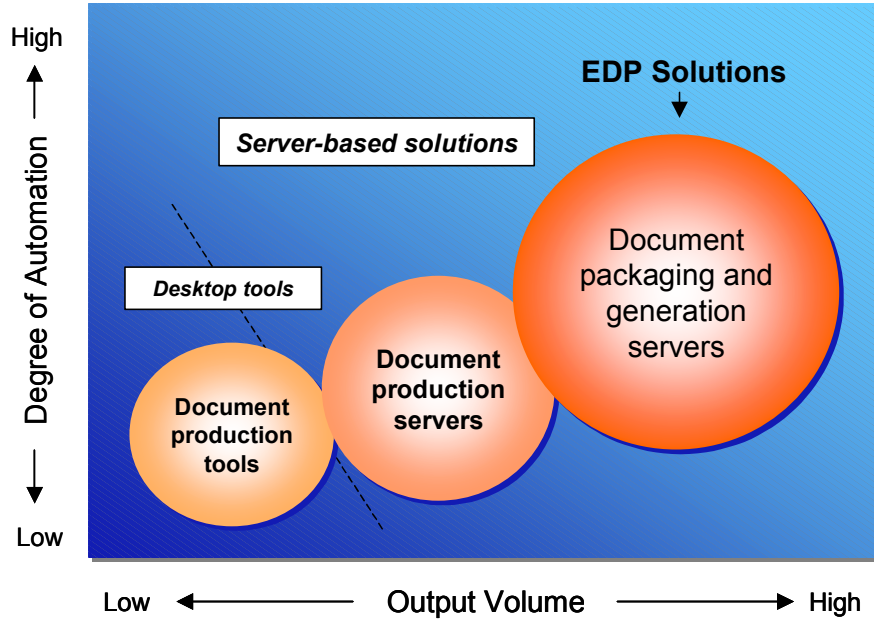 High
EDP Solutions
Server-based solutions
Degree of Automation
Document
packaging and
generation
servers
Desktop tools
Document
production
servers
Document
production
tools
Low
Low
Output Volume
High